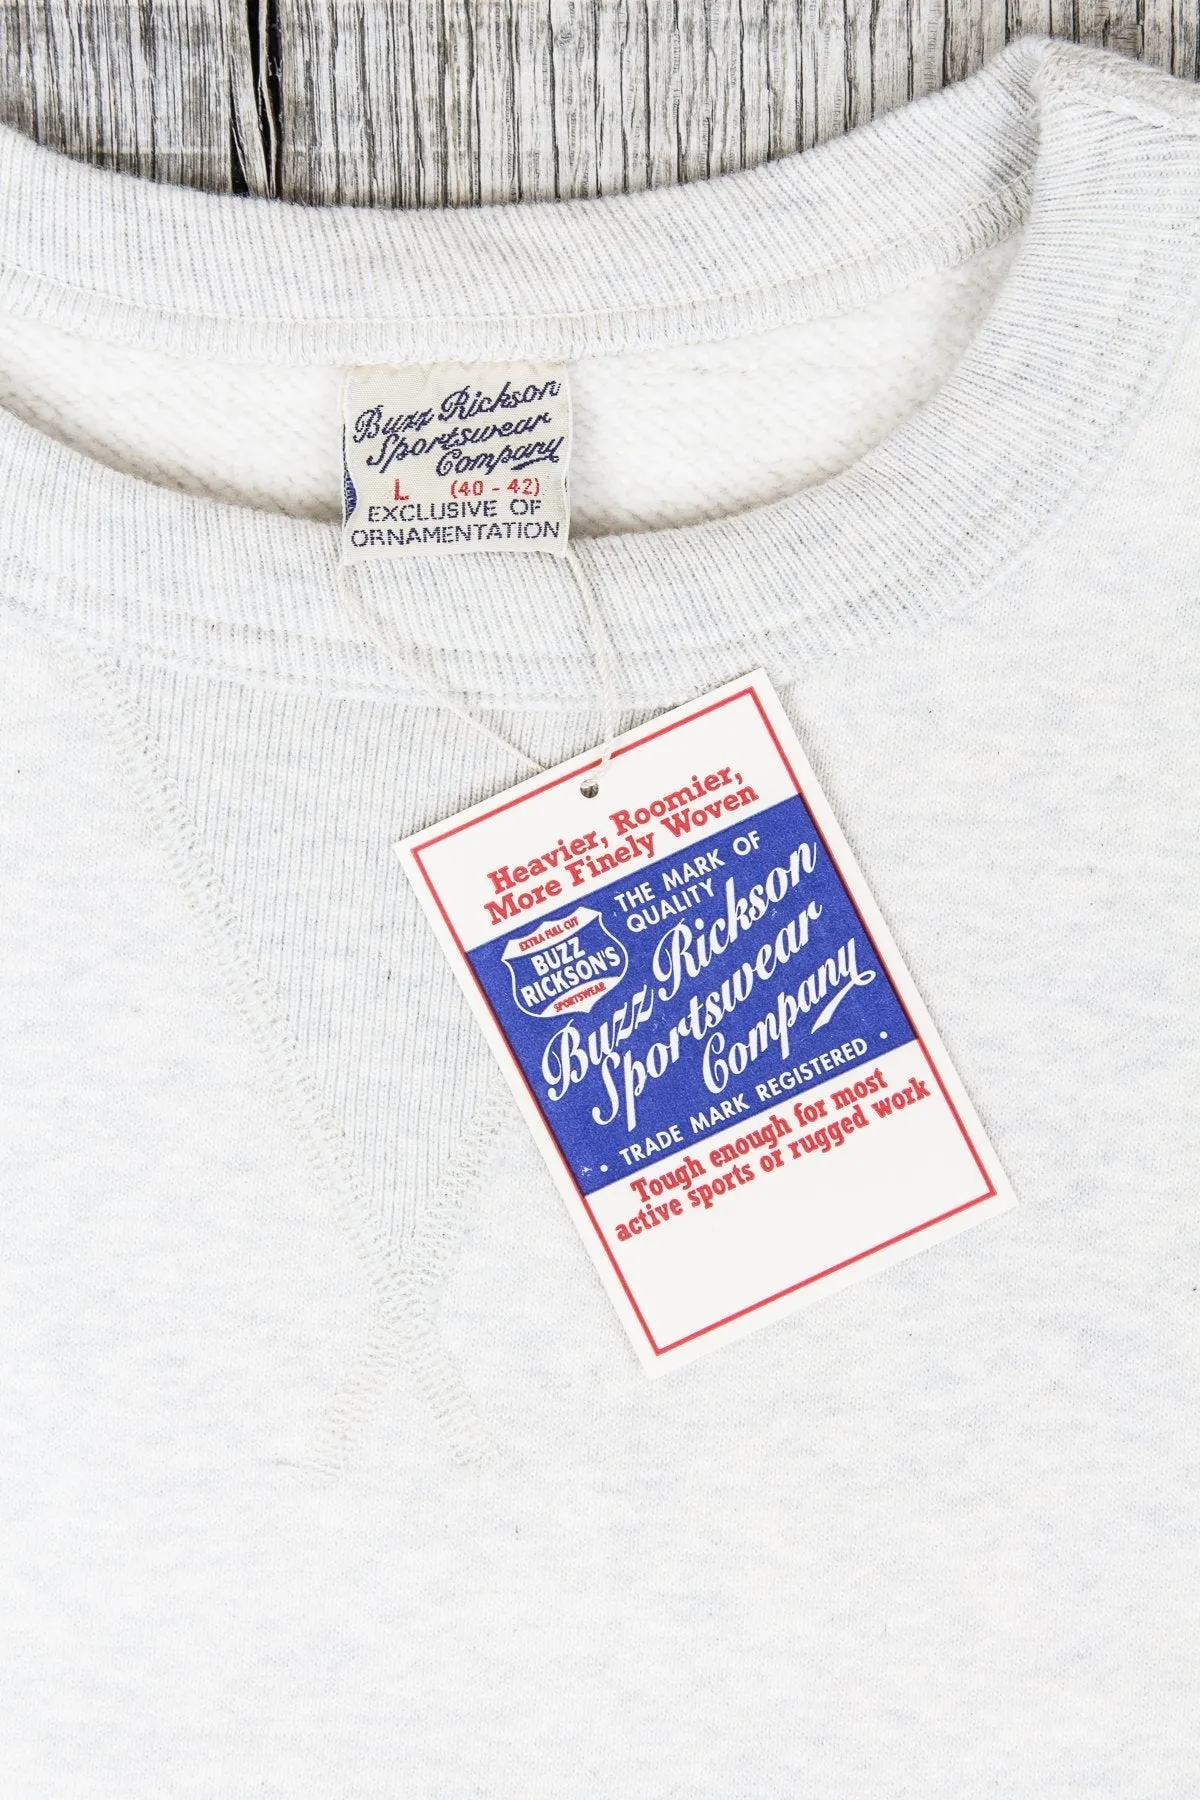 Buzz Rickson
Sportswear
Company
L (40 - 42)
EXCLUSIVE OF
ORNAMENTATION
Heavier, Roomier,
More Finely Woven
THE MARK OF
QUALITY
EXTRA FULL CUT
BUZZ
RICKSON'S
SPORTSWEAR
Buzz Rickson
Sportswear
Company
• TRADE MARK REGISTERED •
Tough enough for most
active sports or rugged work